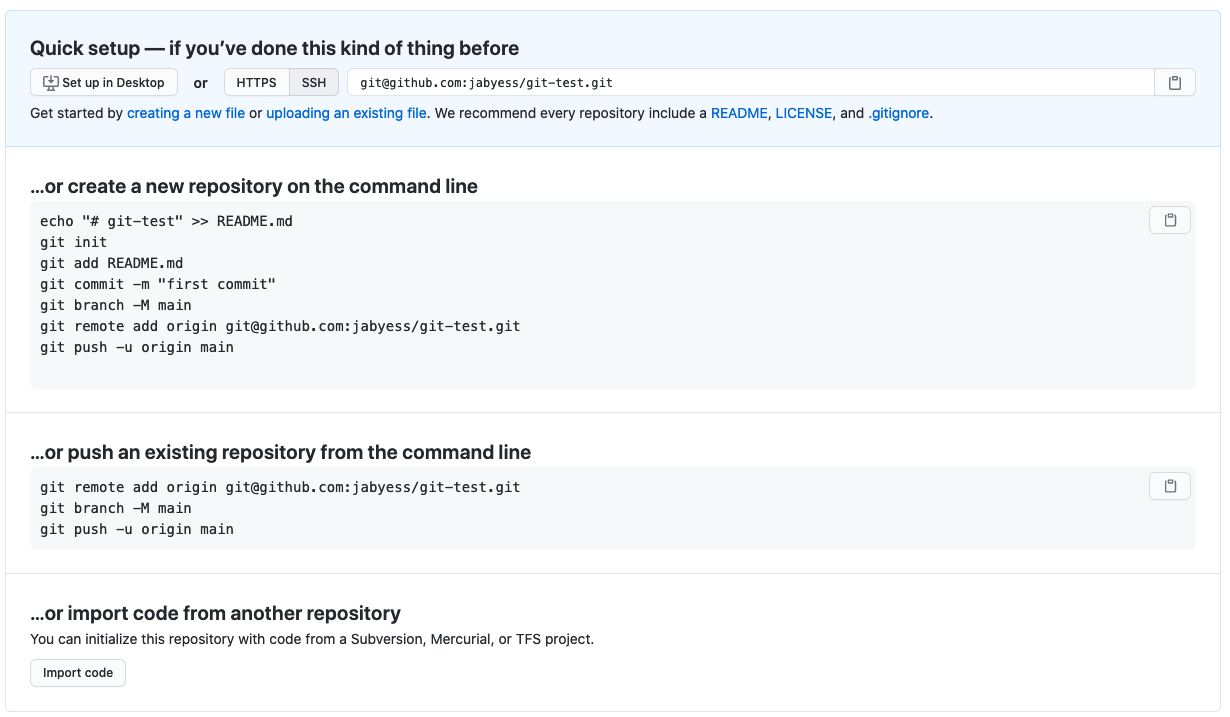 Quick setup — if you’ve done this kind of thing before
Set up in Desktop or HTTPS SSH git@github.com:jabyess/git-test.git
Get started by creating a new file or uploading an existing file. We recommend every repository include a README, LICENSE, and .gitignore.
…or create a new repository on the command line
echo "# git-test" >> README.md
git init
git add README.md
git commit -m "first commit"
git branch -M main
git remote add origin git@github.com:jabyess/git-test.git
git push -u origin main
…or push an existing repository from the command line
git remote add origin git@github.com:jabyess/git-test.git
git branch -M main
git push -u origin main
…or import code from another repository
You can initialize this repository with code from a Subversion, Mercurial, or TFS project.
Import code